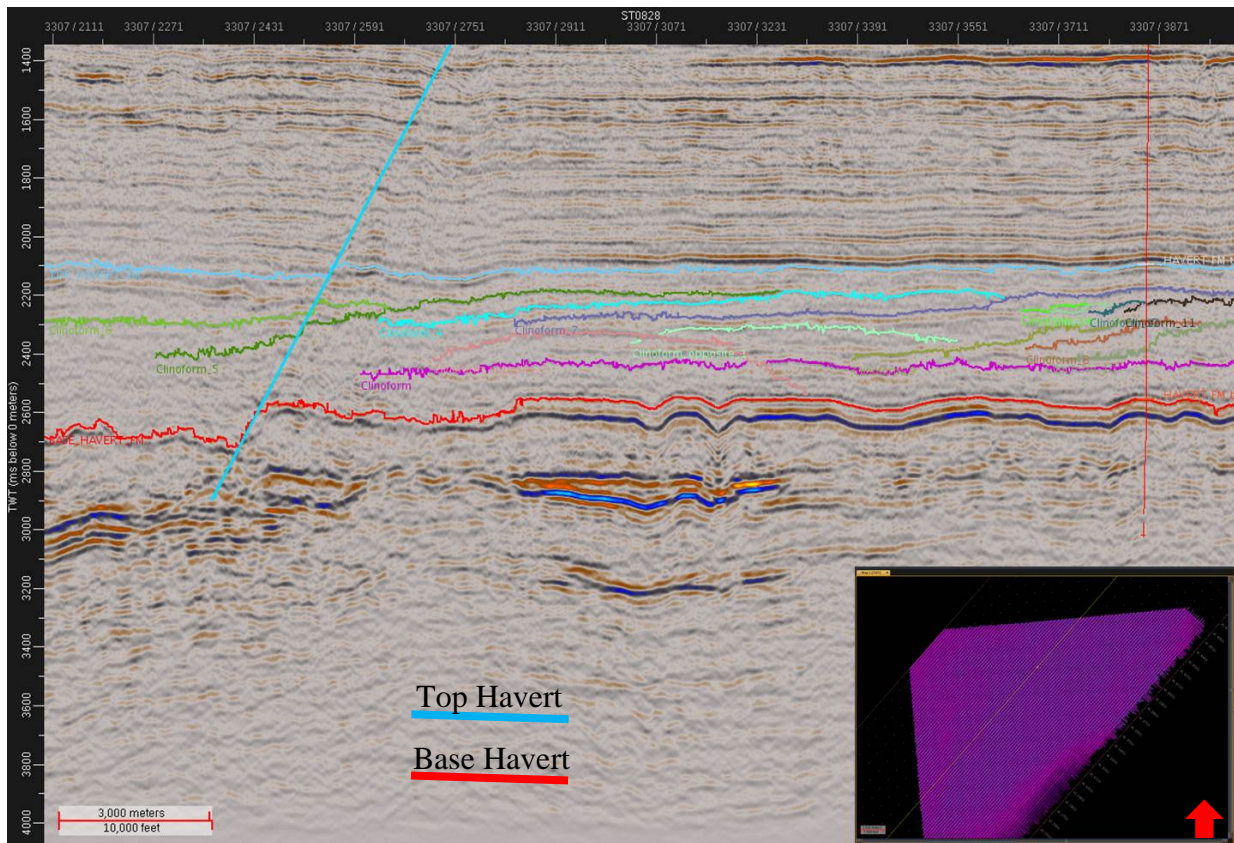 ST0828
3307 / 2111 3307 / 2271 3307 / 2431 3307 / 2591 3307 / 2751 3307 / 2911 3307 / 3071 3307 / 3231 3307 / 3391 3307 / 3551 3307 / 3711 3307 / 3871
1400
1600
1800
2000
HAVERT_FM
2200
Clinoform_7
Clinoform_11
2400
Clinoform_5
Clinoform
2600
BASE_HAVERT_FM
2800
TWT (ms below 0 meters)
3000
3200
3400
3600
Top Havert
3800
Base Havert
4000
3,000 meters
10,000 feet